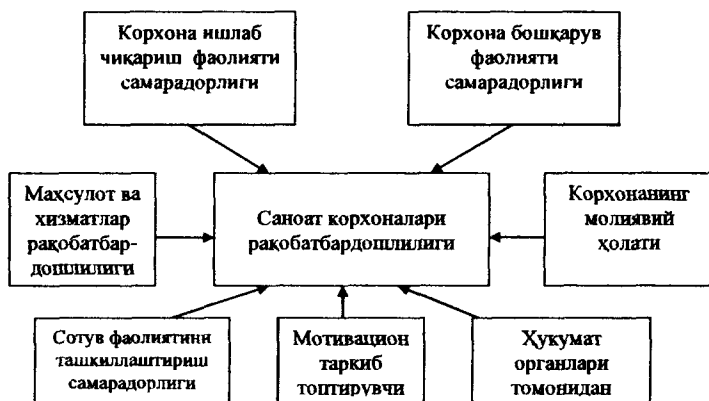 Корхона ишлаб
чиқариш фаолияти
самарадорлиги
Корхона бошқарув
фаолияти
самарадорлиги
Маҳсулот ва
хизматлар
рақобатбар-
дошлилиги
Саноат корхоналари
рақобатбардошлилиги
Корхонанинг
молиявий
ҳолати
Сотув фаолиятини
ташкиллаштириш
самарадорлиги
Мотивацион
таркиб
топтирувчи
Ҳукумат
органлари
томонидан